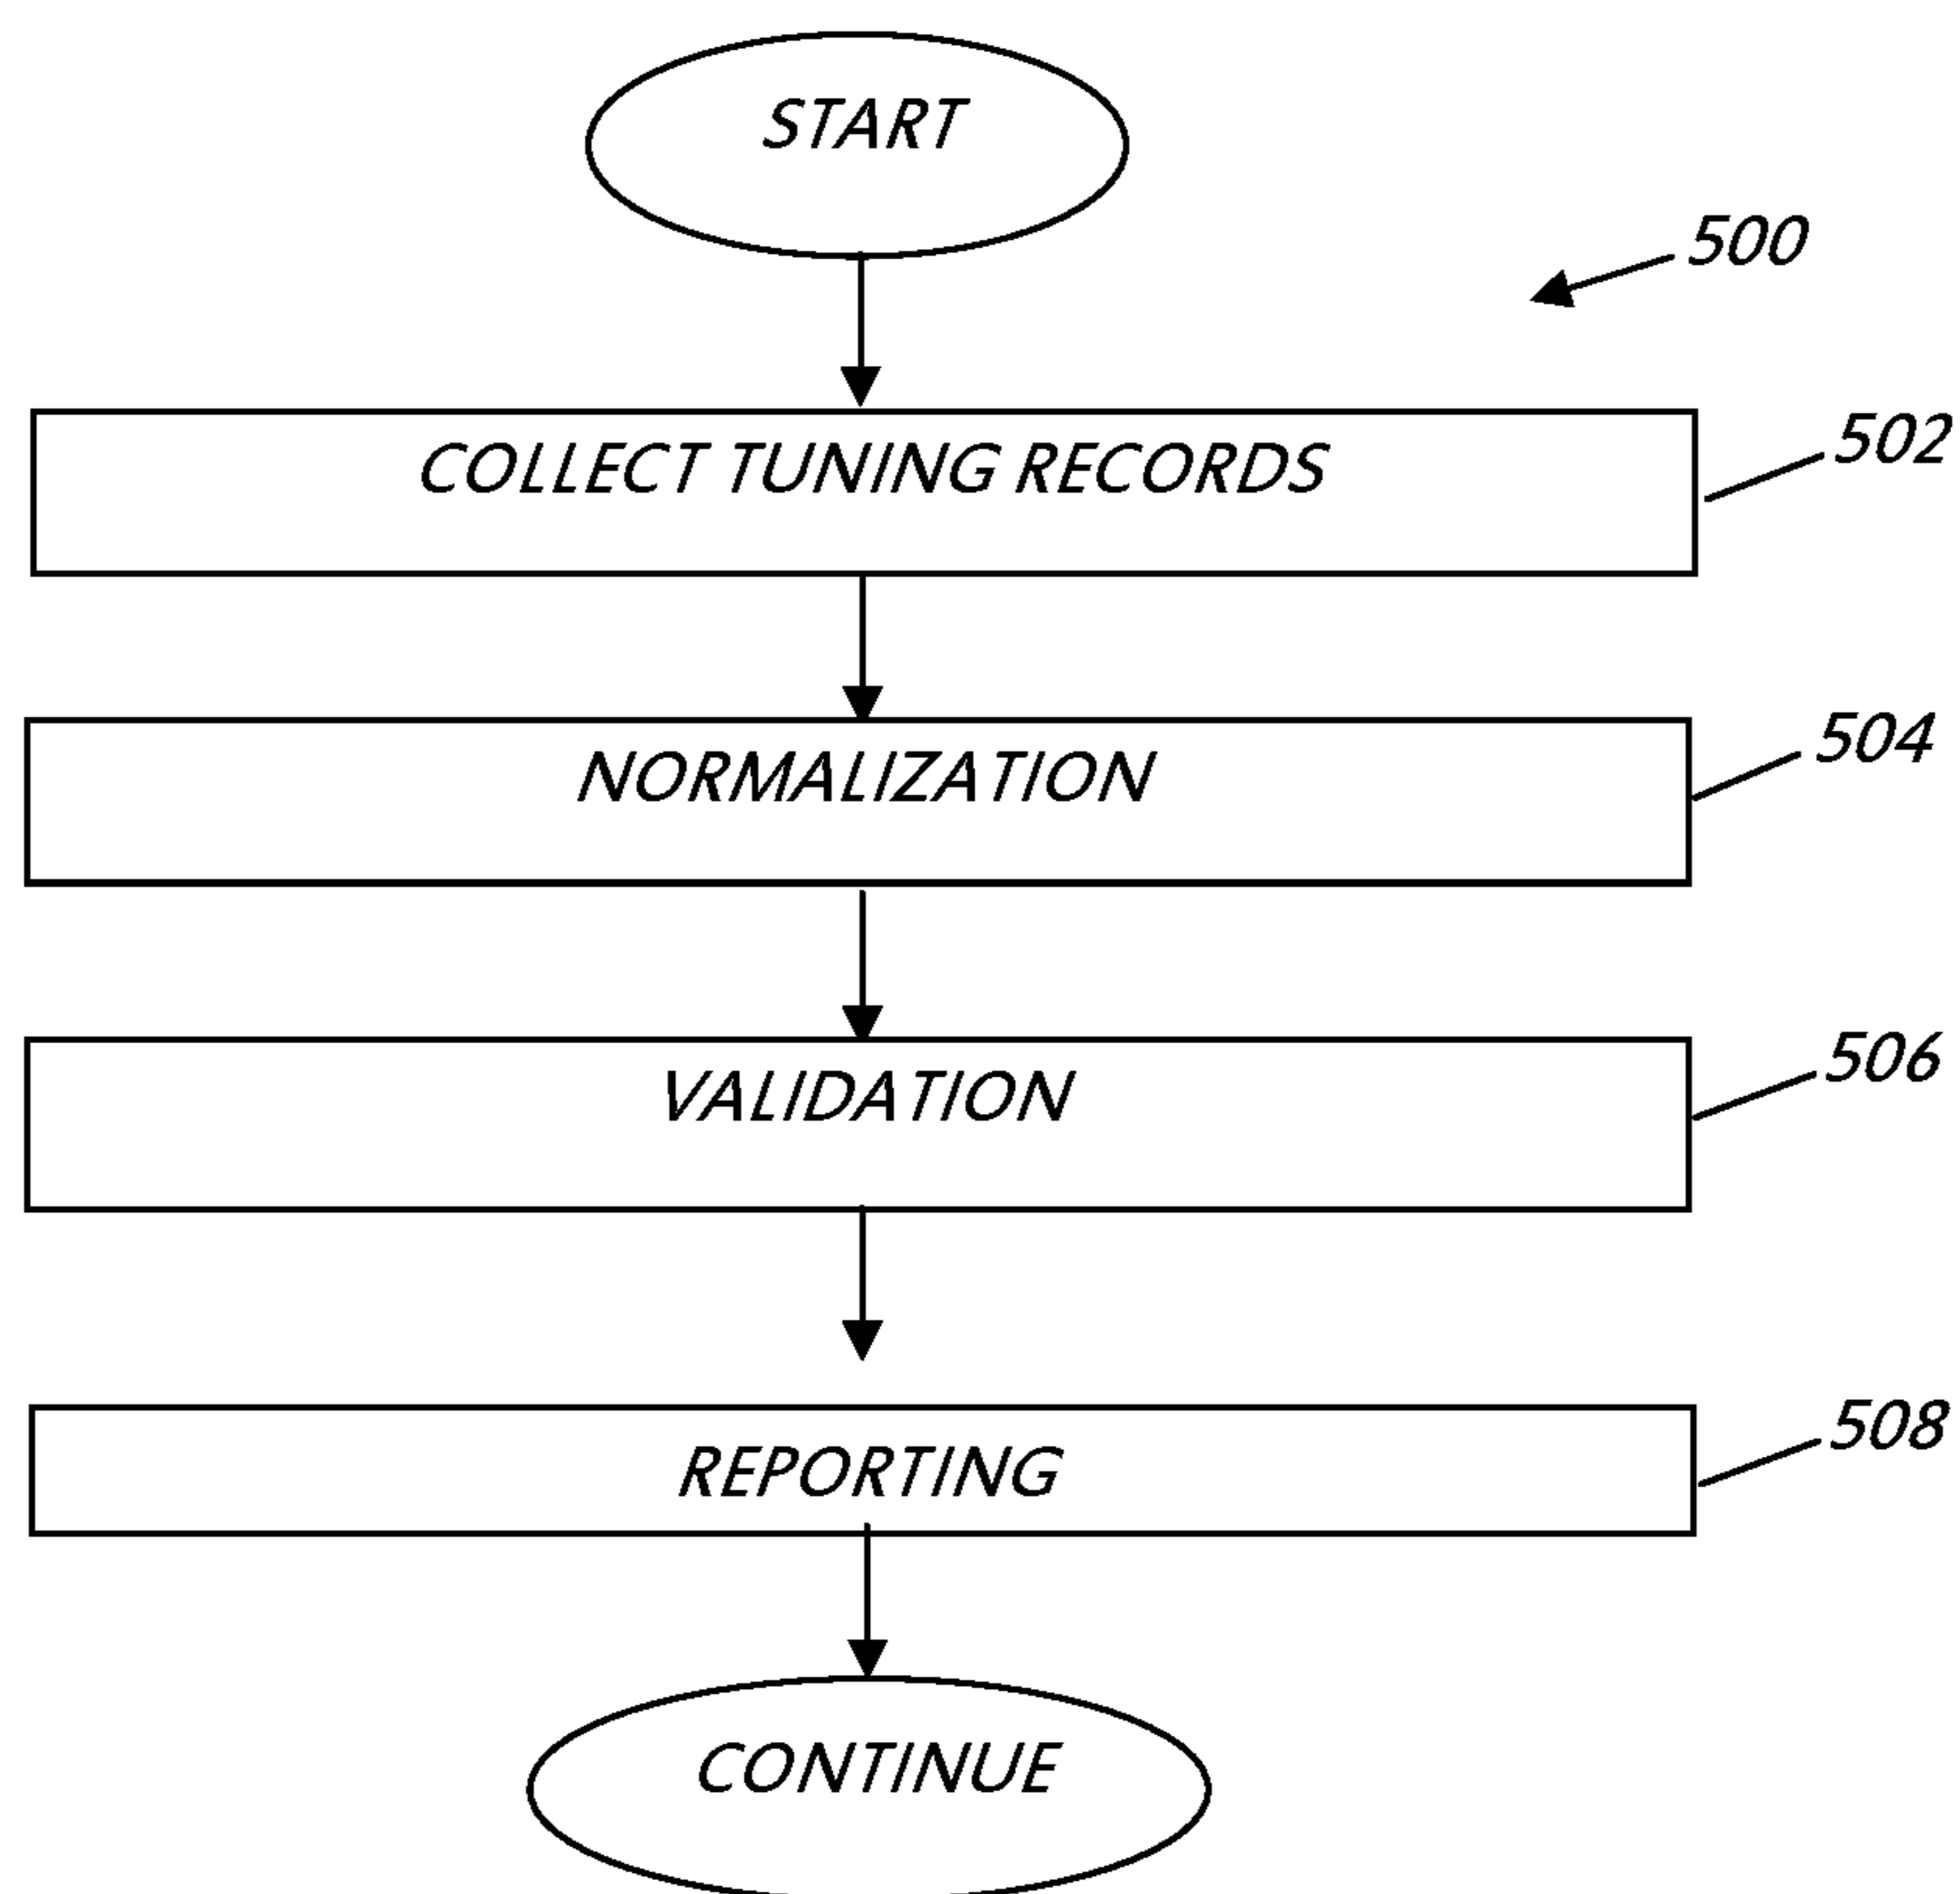 START
500
COLLECT TUNING RECORDS
502
NORMALIZATION
504
VALIDATION
506
REPORTING
508
CONTINUE